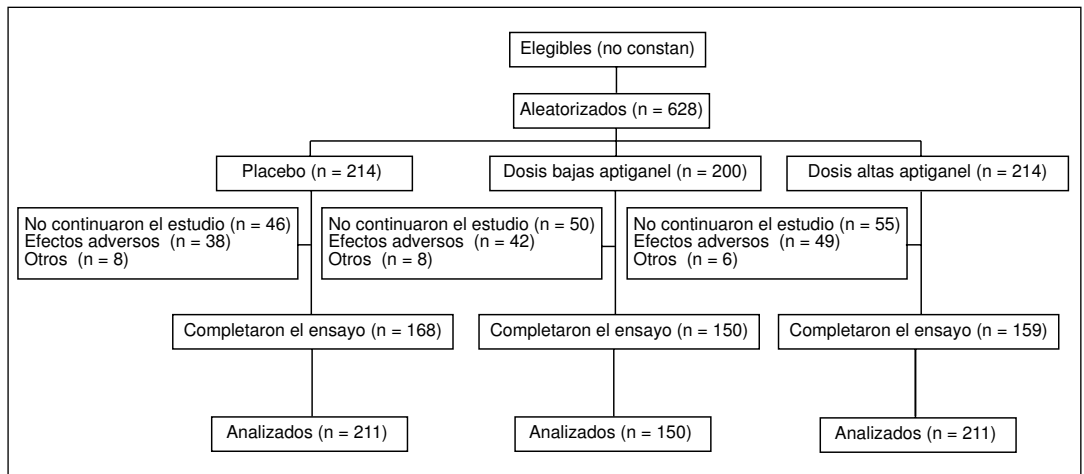 Elegibles (no constan)
Aleatorizados (n = 628)
Placebo (n = 214)
Dosis bajas aptiganel (n = 200)
Dosis altas aptiganel (n = 214)
No continuaron el estudio (n = 46)
Efectos adversos (n = 38)
Otros (n = 8)
No continuaron el estudio (n = 50)
Efectos adversos (n = 42)
Otros (n = 8)
No continuaron el estudio (n = 55)
Efectos adversos (n = 49)
Otros (n = 6)
Completaron el ensayo (n = 168)
Completaron el ensayo (n = 150)
Completaron el ensayo (n = 159)
Analizados (n = 211)
Analizados (n = 150)
Analizados (n = 211)